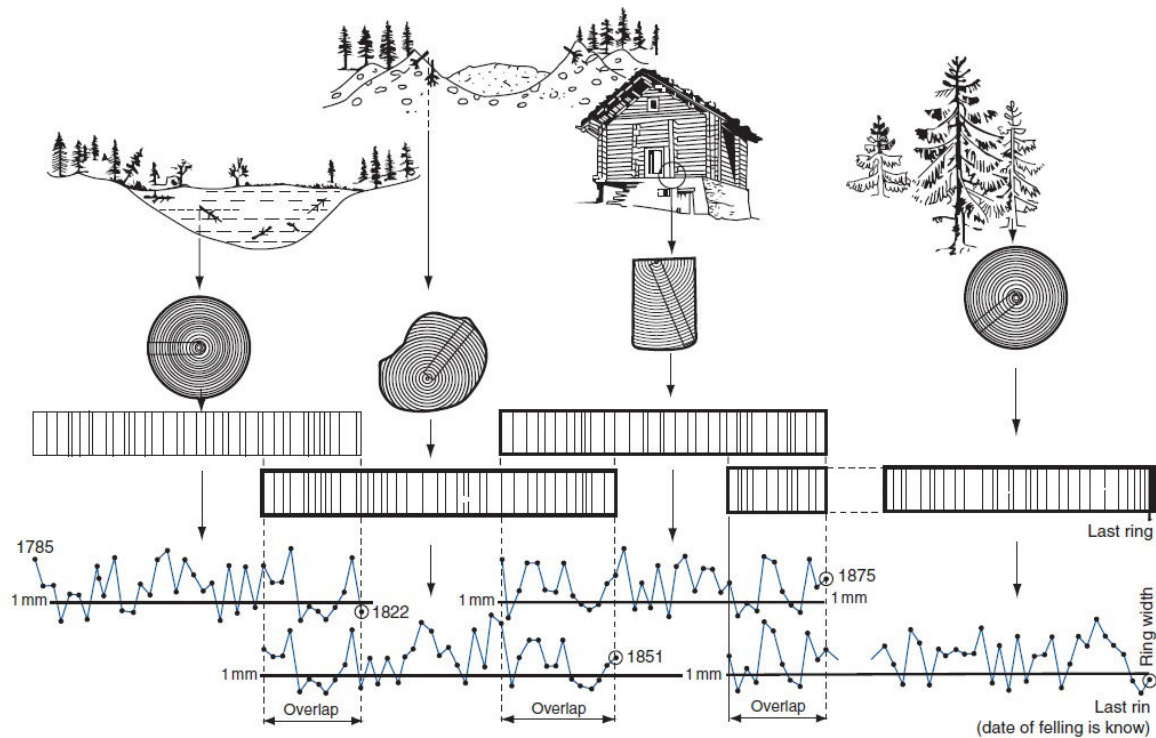 Last ring
1785
1 mm
1822
1 mm
1875
1 mm
1851
1 mm
1 mm
Ring width
Overlap
Overlap
Overlap
Last rin
(date of felling is know)